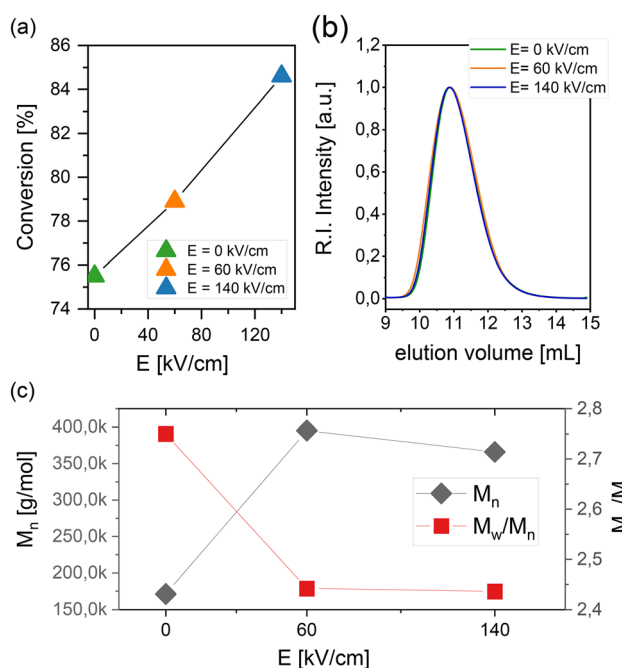 (a)
86
84
82
80
78
76
74
Conversion [%]
E = 0 kV/cm
E = 60 kV/cm
E = 140 kV/cm
0 40 80 120
E [kV/cm]
(b)
1,2
1,0
0,8
0,6
0,4
0,2
0,0
R.I. Intensity [a.u.]
E= 0 kV/cm
E= 60 kV/cm
E= 140 kV/cm
9 10 11 12 13 14 15
elution volume [mL]
(c)
400,0k
350,0k
300,0k
250,0k
200,0k
150,0k
Mn [g/mol]
Mn
Mw/Mn
2,8
2,7
2,6
2,5
2,4
0 60 140
E [kV/cm]